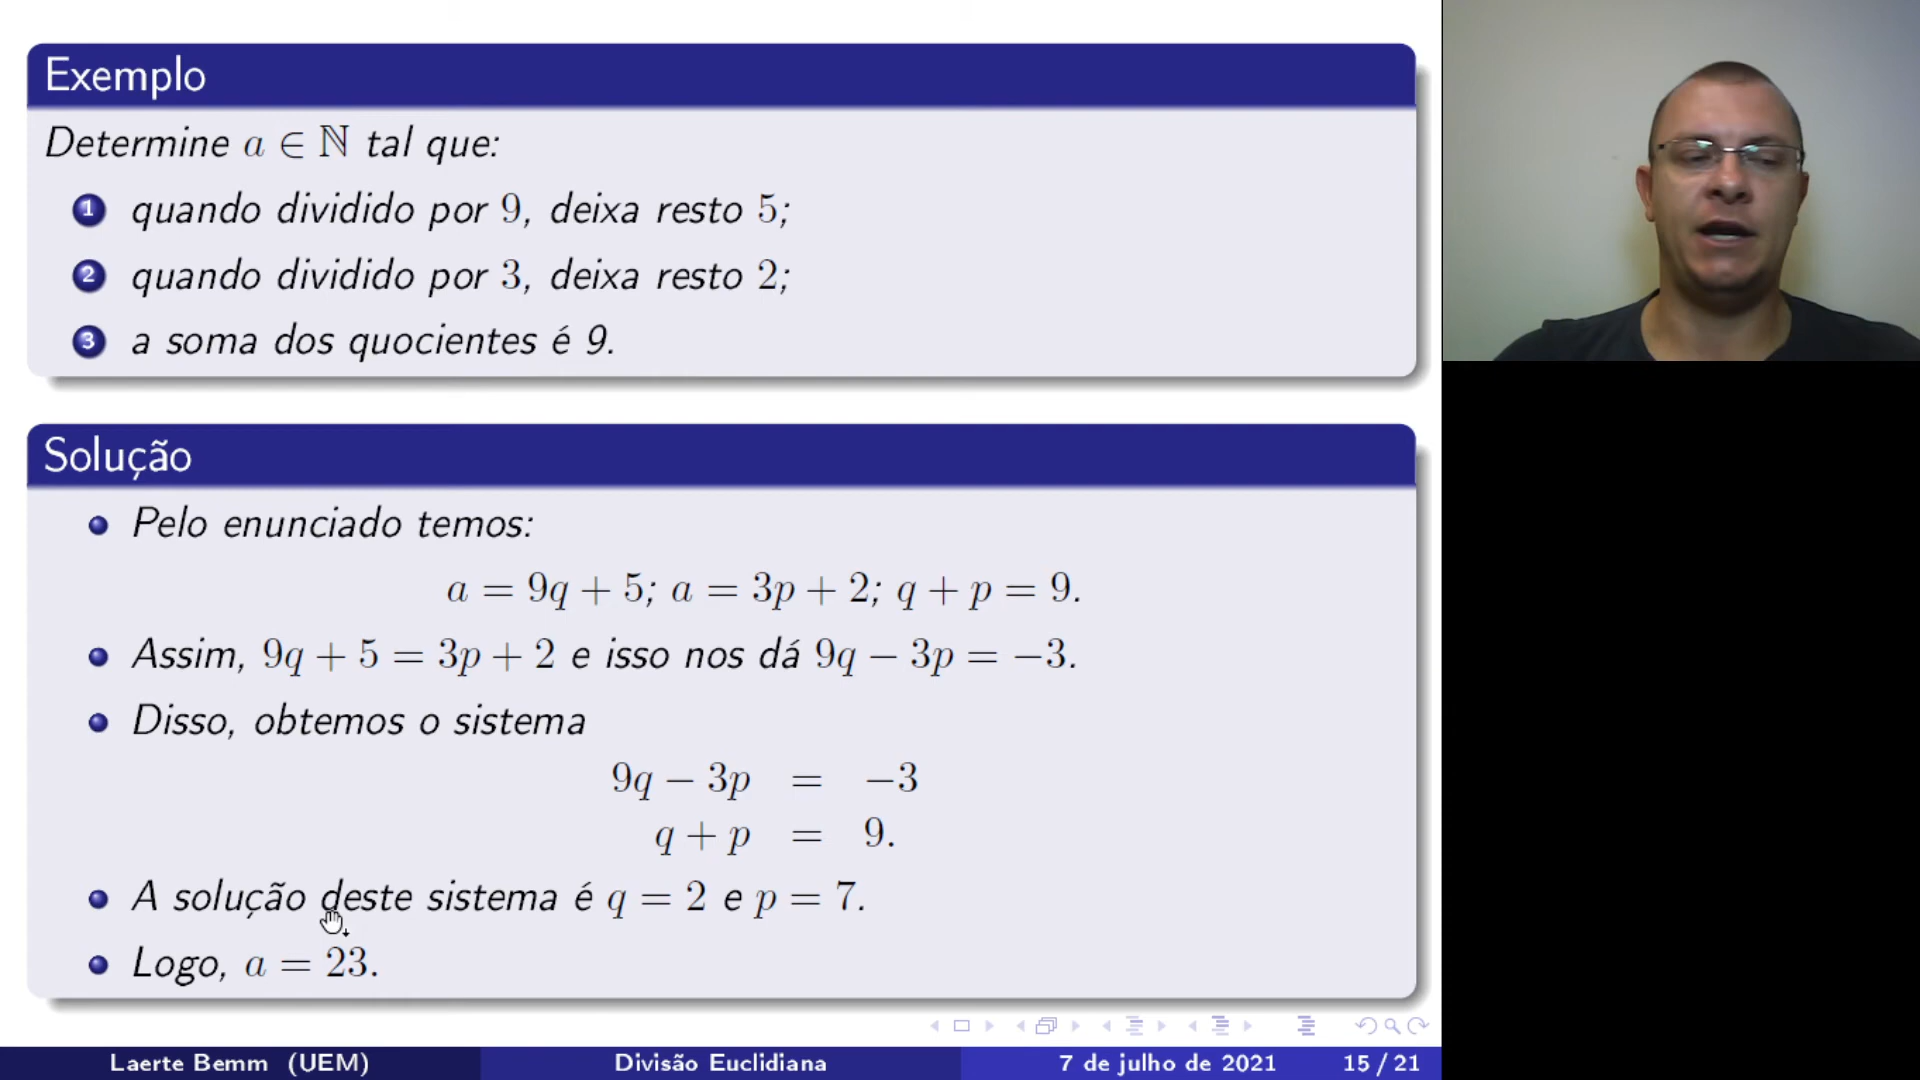 Exemplo
Determine a ∈ ℕ tal que:
1 quando dividido por 9, deixa resto 5;
2 quando dividido por 3, deixa resto 2;
3 a soma dos quocientes é 9.
Solução
Pelo enunciado temos:
a = 9q + 5; a = 3p + 2; q + p = 9.
Assim, 9q + 5 = 3p + 2 e isso nos dá 9q − 3p = −3.
Disso, obtemos o sistema
9q − 3p = −3
q + p = 9.
A solução deste sistema é q = 2 e p = 7.
Logo, a = 23.
Laerte Bemm (UEM) Divisão Euclidiana 7 de julho de 2021 15 / 21